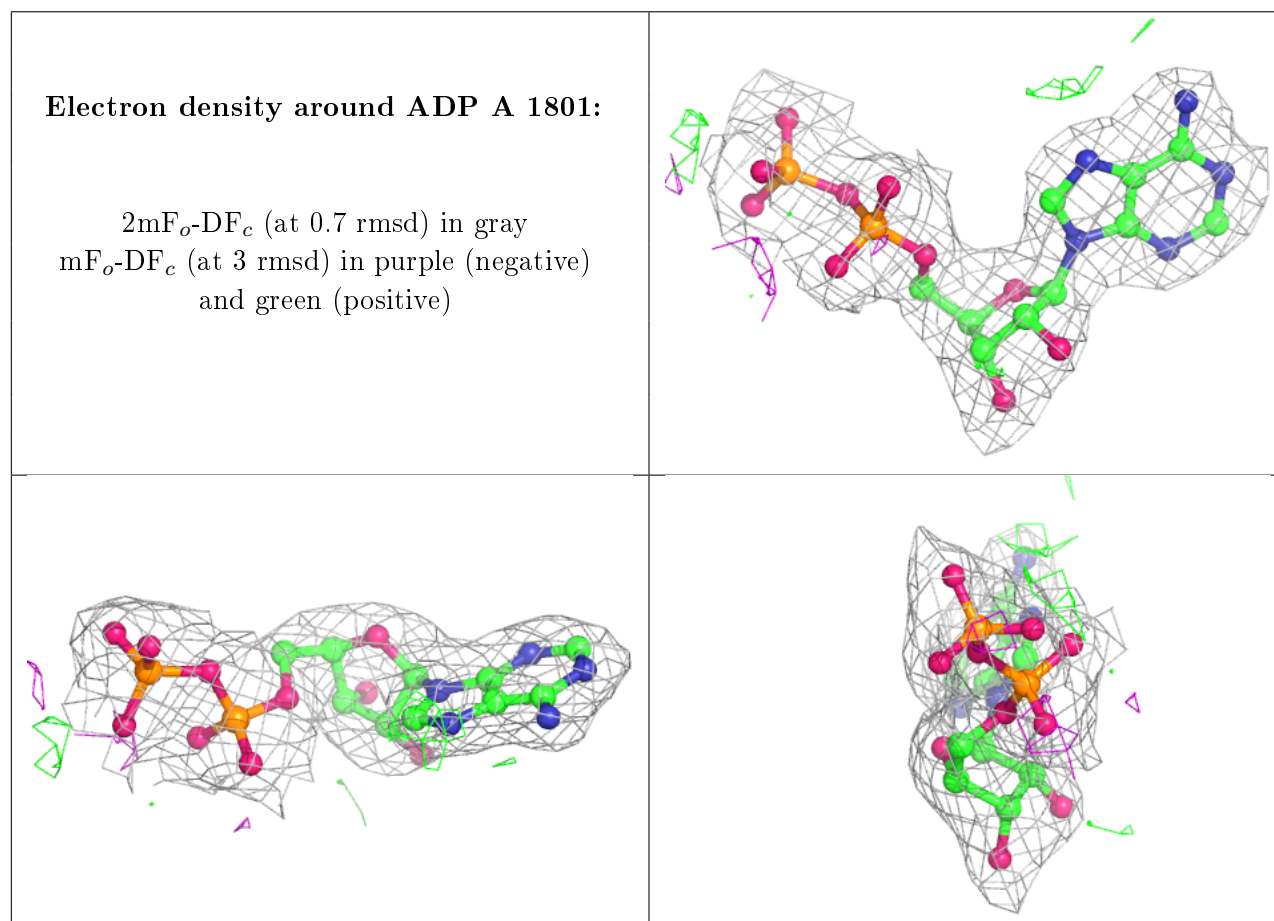 Electron density around ADP A 1801:
2mFo-DFc (at 0.7 rmsd) in gray
mFo-DFc (at 3 rmsd) in purple (negative)
and green (positive)